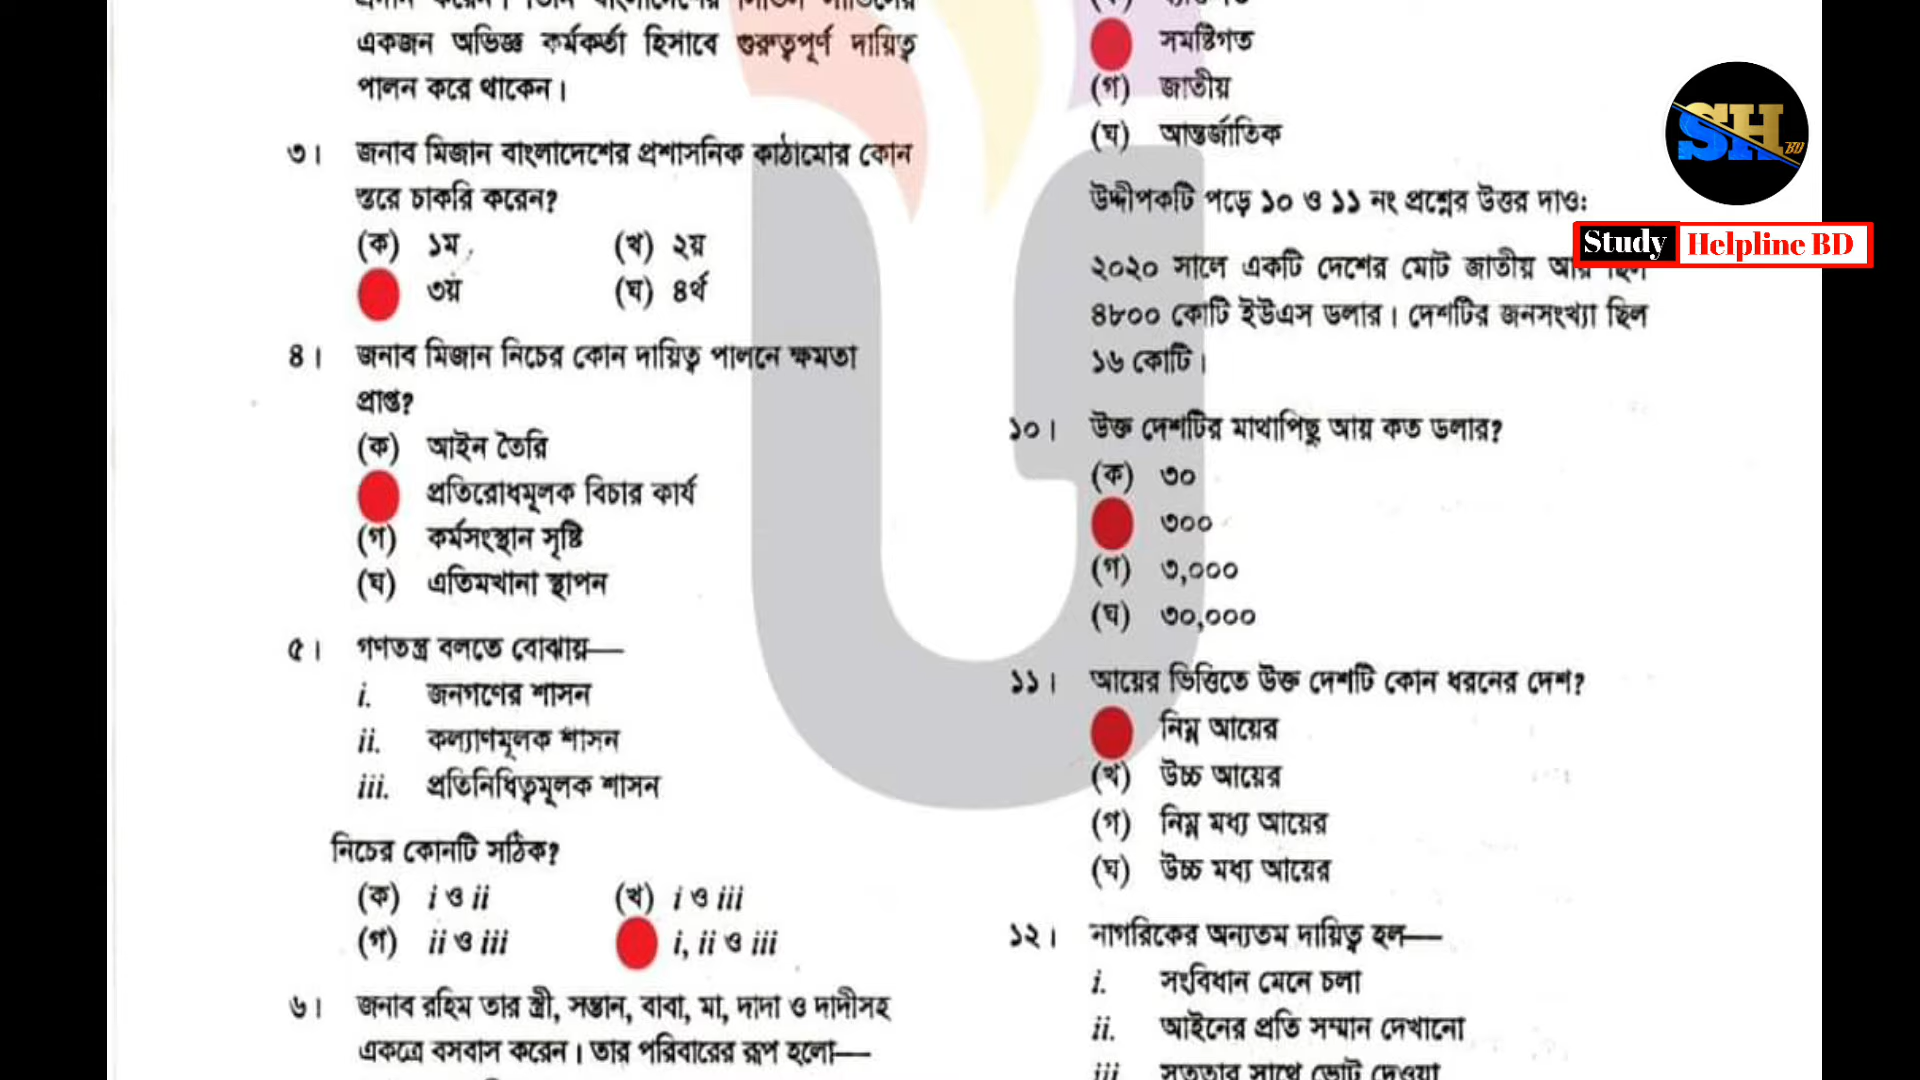 একজন অভিজ্ঞ কর্মকর্তা হিসাবে গুরুত্বপূর্ণ দায়িত্ব
পালন করে থাকেন।
৩। জনাব মিজান বাংলাদেশের প্রশাসনিক কাঠামোর কোন
স্তরে চাকরি করেন?
(ক) ১ম (খ) ২য়
৩য় (ঘ) ৪র্থ
৪। জনাব মিজান নিচের কোন দায়িত্ব পালনে ক্ষমতা
প্রাপ্ত?
(ক) আইন তৈরি
প্রতিরোধমূলক বিচার কার্য
(গ) কর্মসংস্থান সৃষ্টি
(ঘ) এতিমখানা স্থাপন
৫। গণতন্ত্র বলতে বোঝায়—
i. জনগণের শাসন
ii. কল্যাণমূলক শাসন
iii. প্রতিনিধিত্বমূলক শাসন
নিচের কোনটি সঠিক?
(ক) i ও ii (খ) i ও iii
(গ) ii ও iii i, ii ও iii
৬। জনাব রহিম তার স্ত্রী, সন্তান, বাবা, মা, দাদা ও দাদীসহ
একত্রে বসবাস করেন। তার পরিবারের রূপ হলো—
সমষ্টিগত
(গ) জাতীয়
(ঘ) আন্তর্জাতিক
উদ্দীপকটি পড়ে ১০ ও ১১ নং প্রশ্নের উত্তর দাও:
২০২০ সালে একটি দেশের মোট জাতীয় আয় ছিল
৪৮০০ কোটি ইউএস ডলার। দেশটির জনসংখ্যা ছিল
১৬ কোটি।
১০। উক্ত দেশটির মাথাপিছু আয় কত ডলার?
(ক) ৩০
৩০০
(গ) ৩,০০০
(ঘ) ৩০,০০০
১১। আয়ের ভিত্তিতে উক্ত দেশটি কোন ধরনের দেশ?
নিম্ন আয়ের
(খ) উচ্চ আয়ের
(গ) নিম্ন মধ্য আয়ের
(ঘ) উচ্চ মধ্য আয়ের
১২। নাগরিকের অন্যতম দায়িত্ব হল—
i. সংবিধান মেনে চলা
ii. আইনের প্রতি সম্মান দেখানো
iii. সততার সাথে ভোট দেওয়া
SH BD
Study Helpline BD